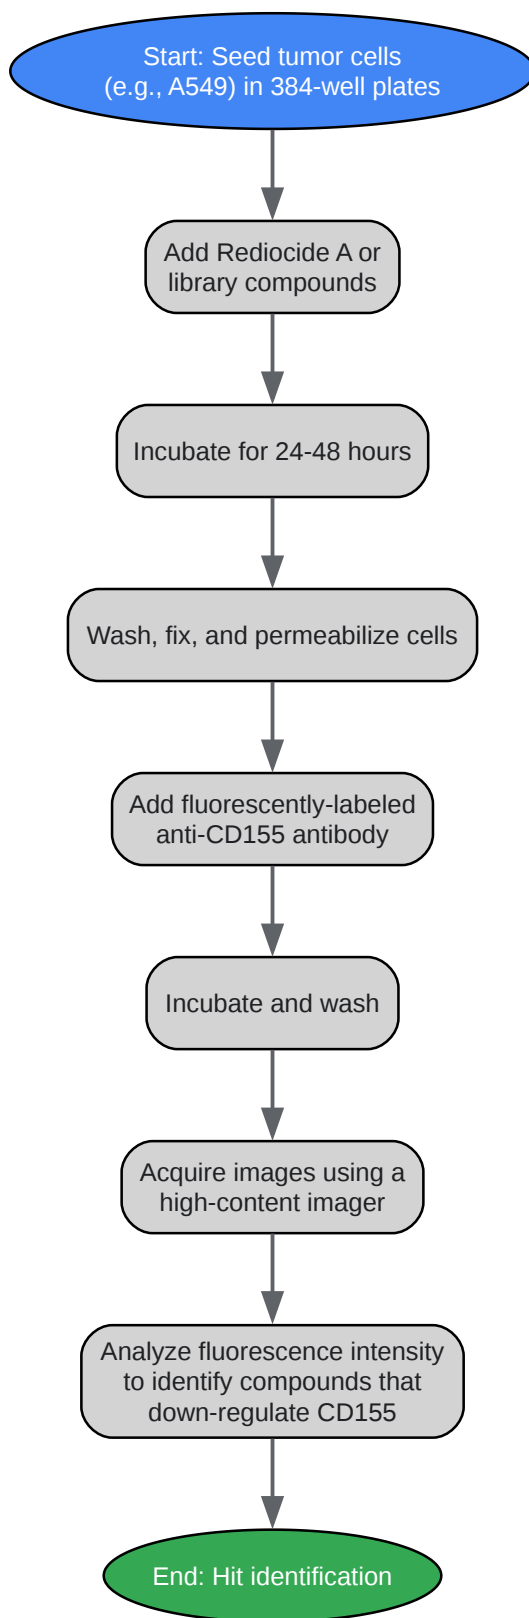 Start: Seed tumor cells
(e.g., A549) in 384-well plates
Add Rediocide A or
library compounds
Incubate for 24-48 hours
Wash, fix, and permeabilize cells
Add fluorescently-labeled
anti-CD155 antibody
Incubate and wash
Acquire images using a
high-content imager
Analyze fluorescence intensity
to identify compounds that
down-regulate CD155
End: Hit identification